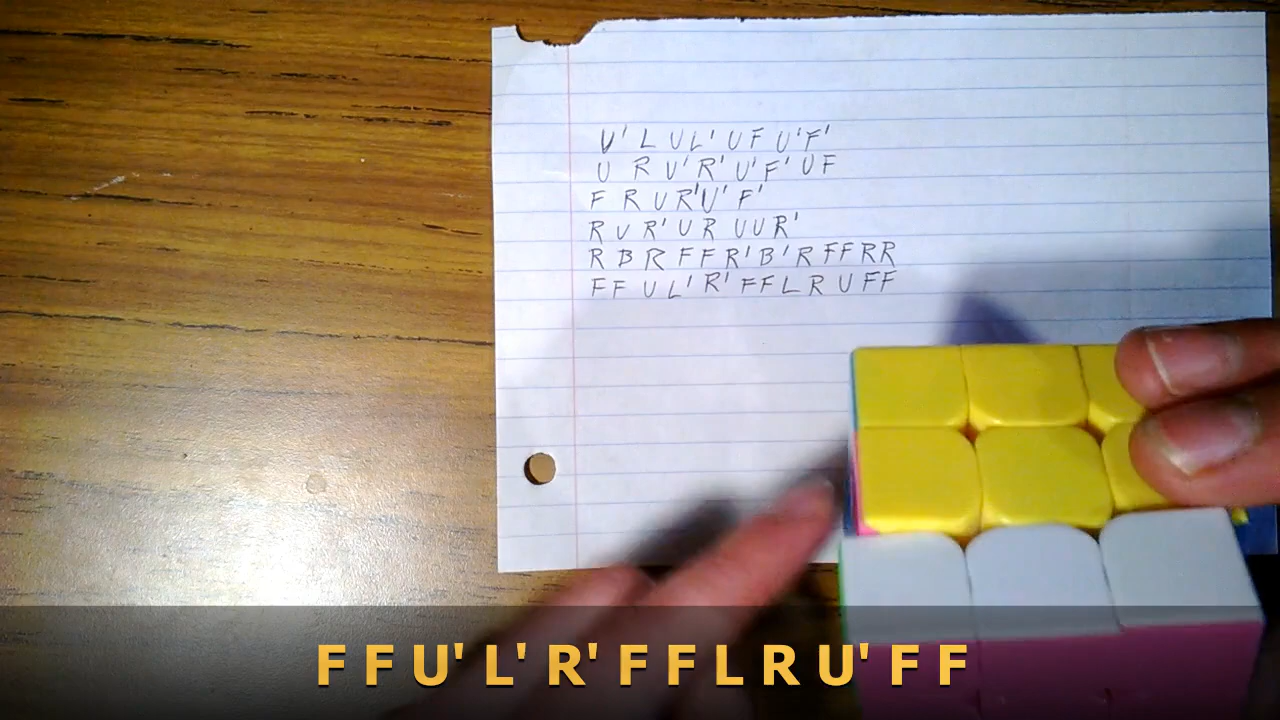 U' L U L' U F U' F'
U R U' R' U' F' U F
F R U R' U' F'
R U R' U R U U R'
R B R F F R' B' R F F R R
F F U L' R' F F L R U F F
F F U' L' R' F F L R U' F F